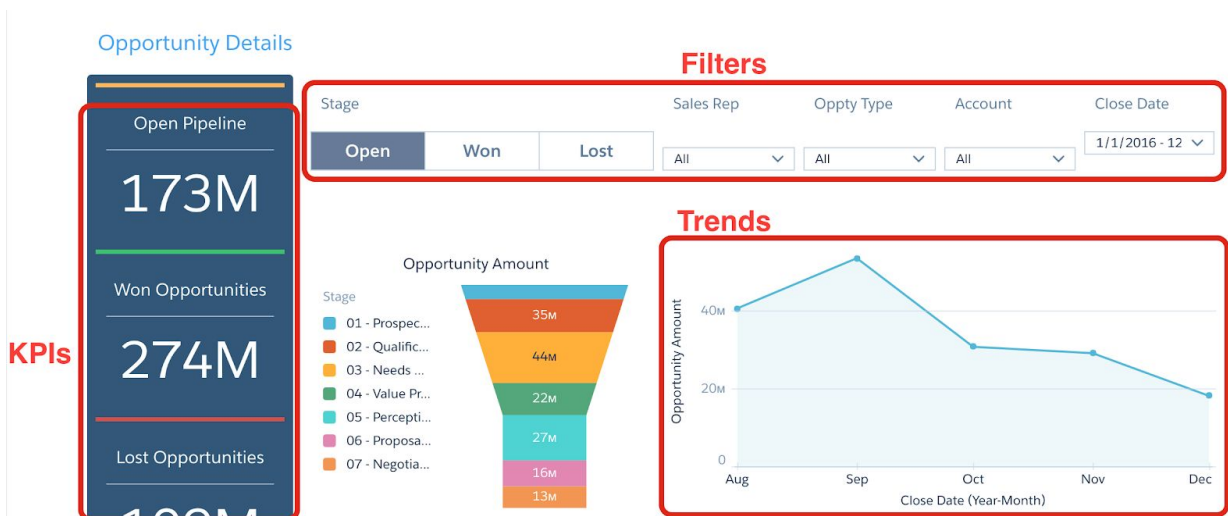 Opportunity Details
Filters
Stage
Sales Rep
Oppty Type
Account
Close Date
Open
Won
Lost
All
All
All
1/1/2016 - 12
KPIs
Open Pipeline
173M
Won Opportunities
274M
Lost Opportunities
Opportunity Amount
Stage
01 - Prospec...
02 - Qualific...
03 - Needs ...
04 - Value Pr...
05 - Percepti...
06 - Proposa...
07 - Negotia...
35M
44M
22M
27M
16M
13M
Trends
Opportunity Amount
40M
20M
0
Aug
Sep
Oct
Nov
Dec
Close Date (Year-Month)